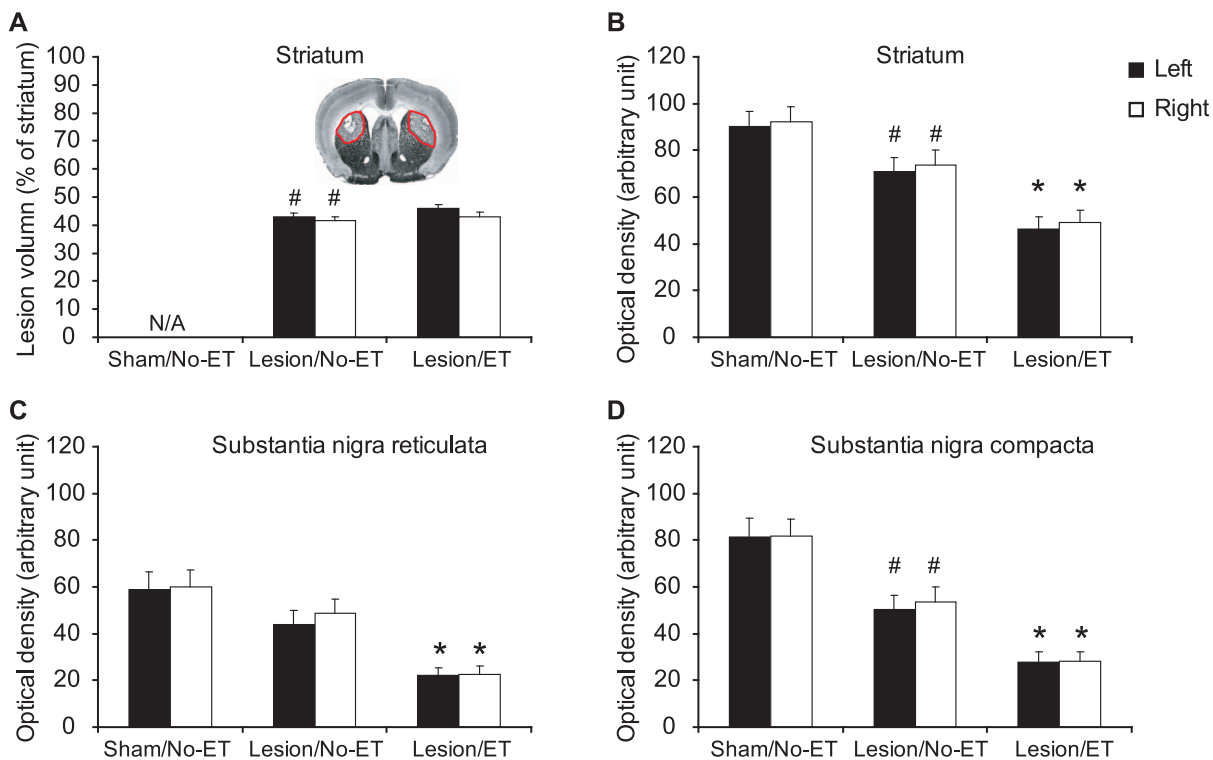 A
Striatum
Lesion volumn (% of striatum)
100
90
80
70
60
50
40
30
20
10
0
# #
N/A
Sham/No-ET Lesion/No-ET Lesion/ET
B
Striatum
Optical density (arbitrary unit)
120
100
80
60
40
20
0
# #
* *
Sham/No-ET Lesion/No-ET Lesion/ET
Left
Right
C
Substantia nigra reticulata
Optical density (arbitrary unit)
120
100
80
60
40
20
0
* *
Sham/No-ET Lesion/No-ET Lesion/ET
D
Substantia nigra compacta
Optical density (arbitrary unit)
120
100
80
60
40
20
0
# #
* *
Sham/No-ET Lesion/No-ET Lesion/ET